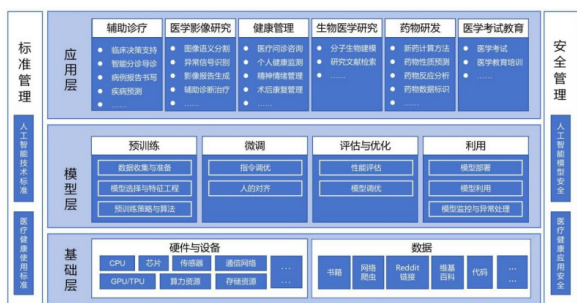 标准管理
人工智能技术标准
医疗健康使用标准
应用层
辅助诊疗
临床决策支持
智能分诊导诊
病例报告书写
疾病预测
……
医学影像研究
图像语义分割
异常信号识别
影像报告生成
辅助诊断治疗
……
健康管理
医疗问诊咨询
个人健康监测
精神情绪管理
术后康复管理
……
生物医学研究
分子生物建模
研究文献检索
……
药物研发
新药计算方法
药物性质预测
药物反应分析
药物数据标识
……
医学考试教育
医学考试
医学教育培训
……
模型层
预训练
数据收集与准备
模型选择与特征工程
预训练策略与算法
微调
指令调优
人的对齐
评估与优化
性能评估
模型调优
利用
模型部署
模型利用
模型监控与异常处理
基础层
硬件与设备
CPU
芯片
传感器
通信网络
GPU/TPU
算力资源
存储资源
……
数据
书籍
网络
爬虫
Reddit
链接
维基
百科
代码
……
安全管理
人工智能模型安全
医疗健康应用安全